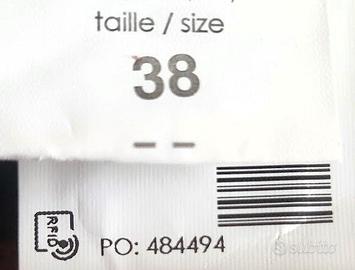 taille / size
38
– –
RFID
PO: 484494
subito